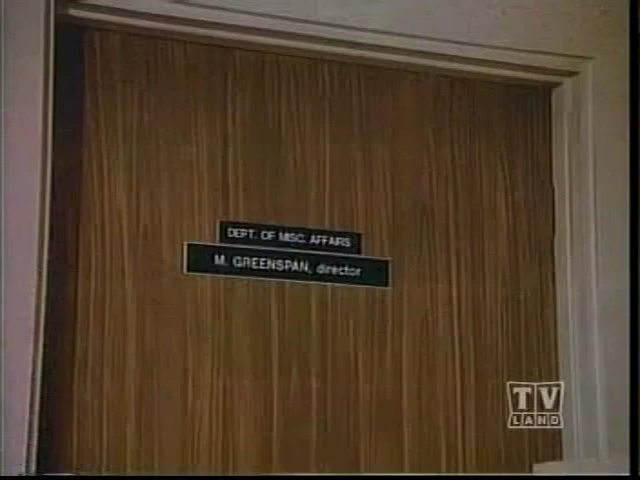 DEPT. OF MISC. AFFAIRS
M. GREENSPAN, director
TV
LAND